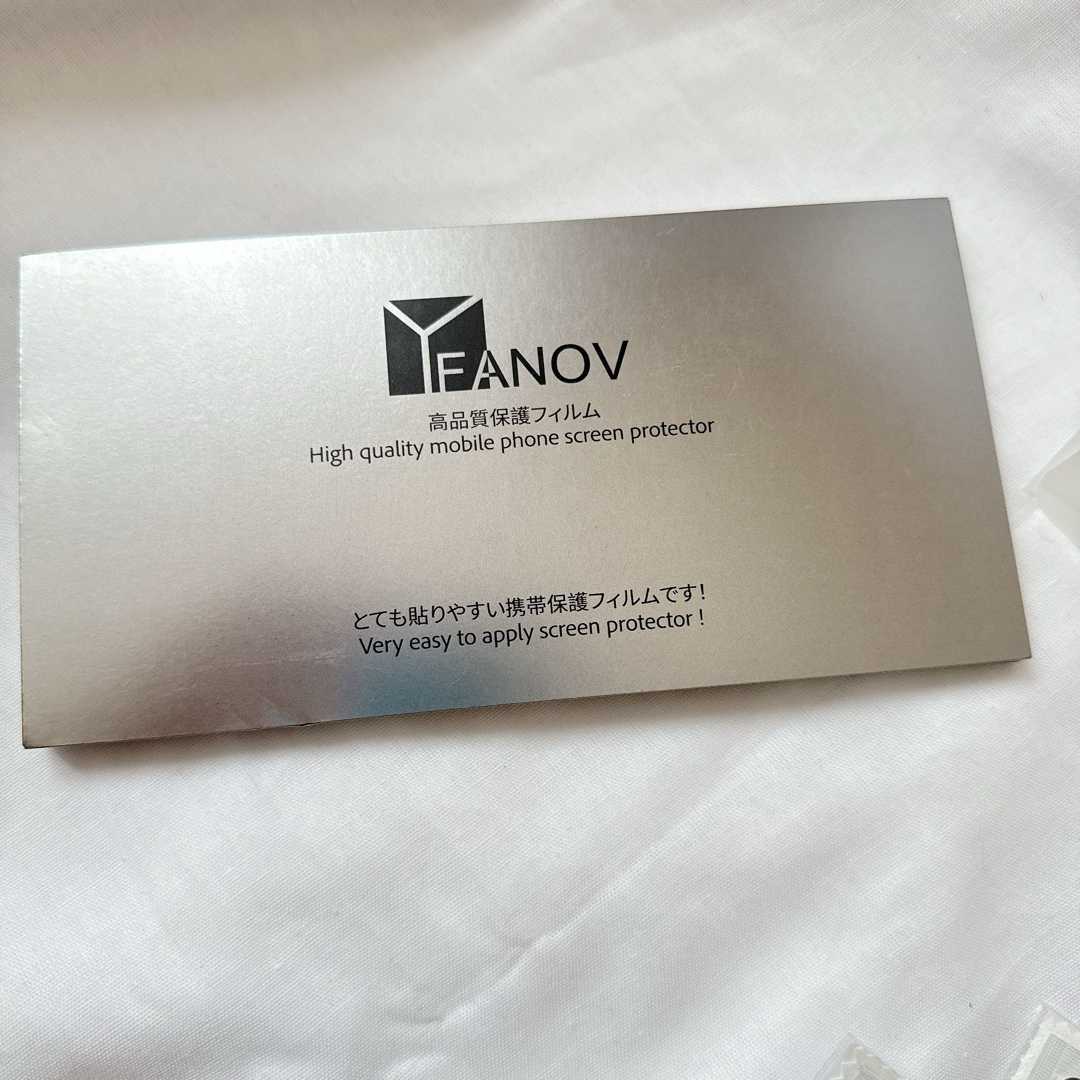 YFANOV
高品質保護フィルム
High quality mobile phone screen protector
とても貼りやすい携帯保護フィルムです!
Very easy to apply screen protector !